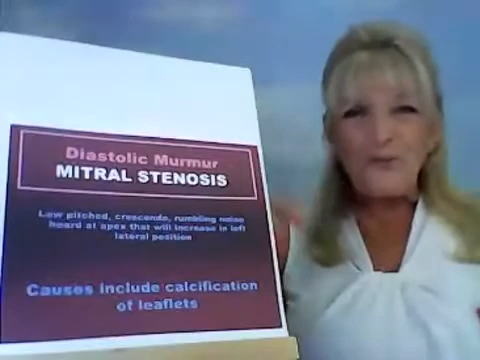 Diastolic Murmur
MITRAL STENOSIS
Low pitched, crescendo, rumbling noise
heard at apex that will increase in left
lateral position
Causes include calcification
of leaflets